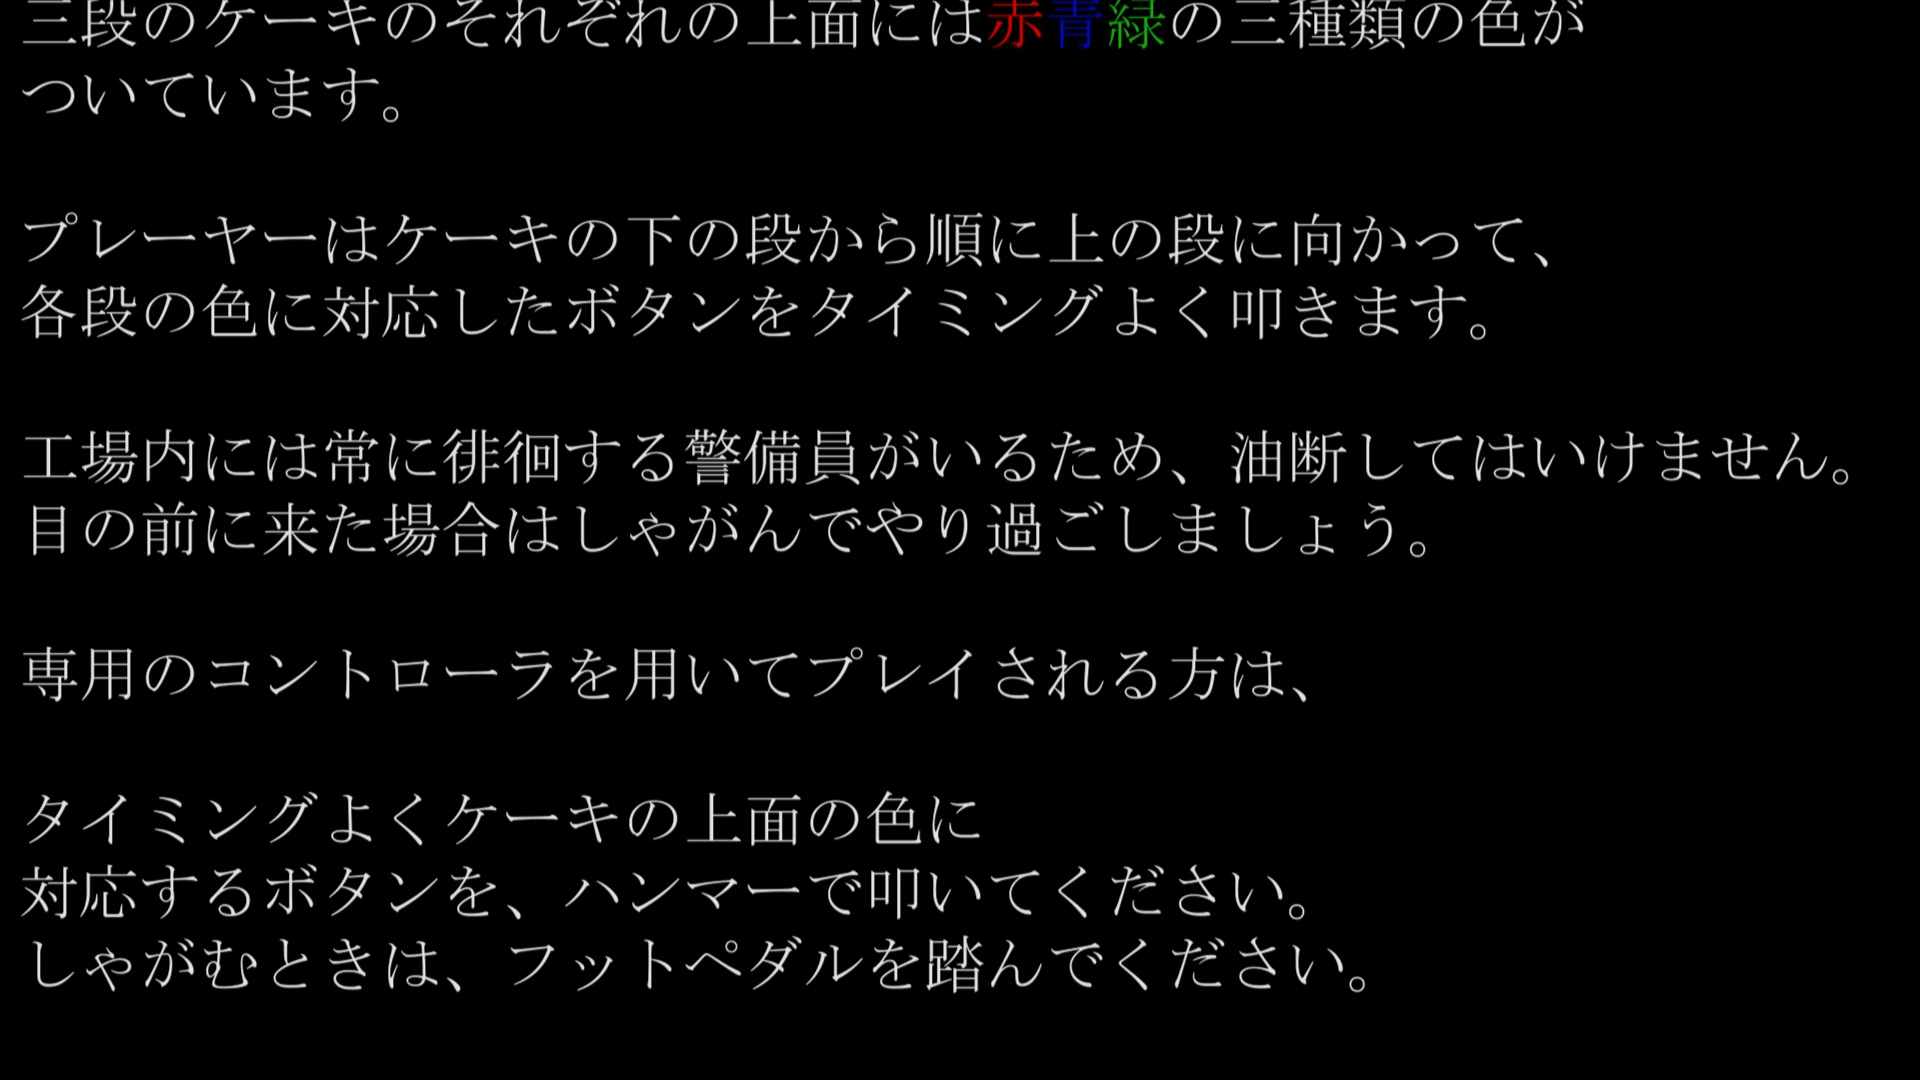 三段のケーキのそれぞれの上面には赤青緑の三種類の色が
ついています。
プレーヤーはケーキの下の段から順に上の段に向かって、
各段の色に対応したボタンをタイミングよく叩きます。
工場内には常に徘徊する警備員がいるため、油断してはいけません。
目の前に来た場合はしゃがんでやり過ごしましょう。
専用のコントローラを用いてプレイされる方は、
タイミングよくケーキの上面の色に
対応するボタンを、ハンマーで叩いてください。
しゃがむときは、フットペダルを踏んでください。